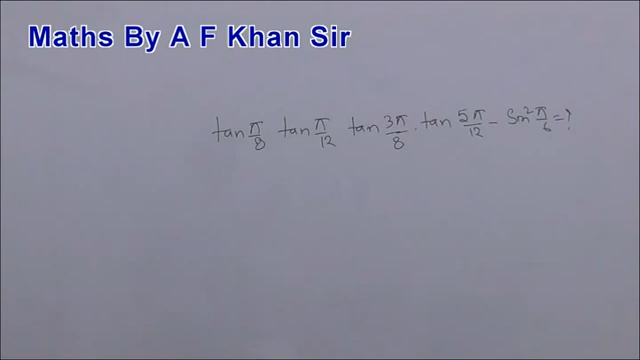 Maths By A F Khan Sir
tan π/8 tan π/12 tan 3π/8 . tan 5π/12 - Sin² π/6 = ?